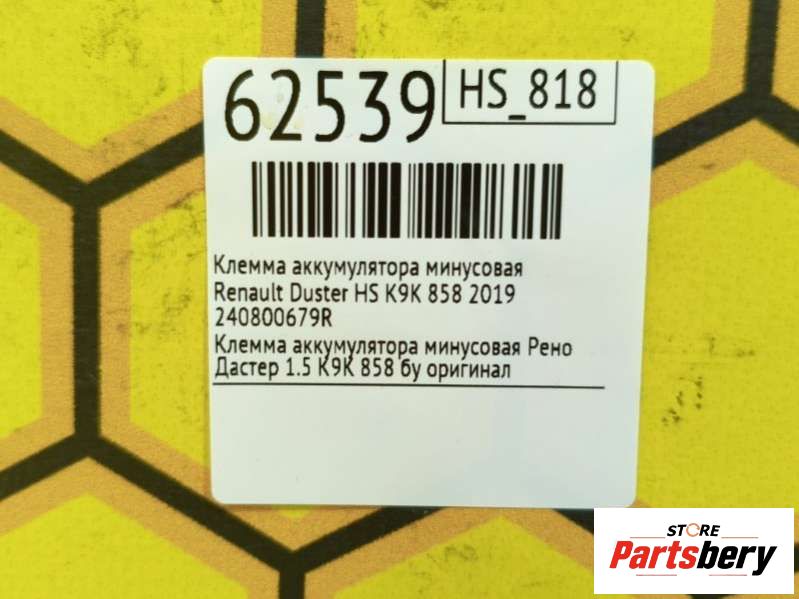 62539
HS_818
Клемма аккумулятора минусовая
Renault Duster HS K9K 858 2019
240800679R
Клемма аккумулятора минусовая Рено
Дастер 1.5 K9K 858 бу оригинал
STORE
Partsbery